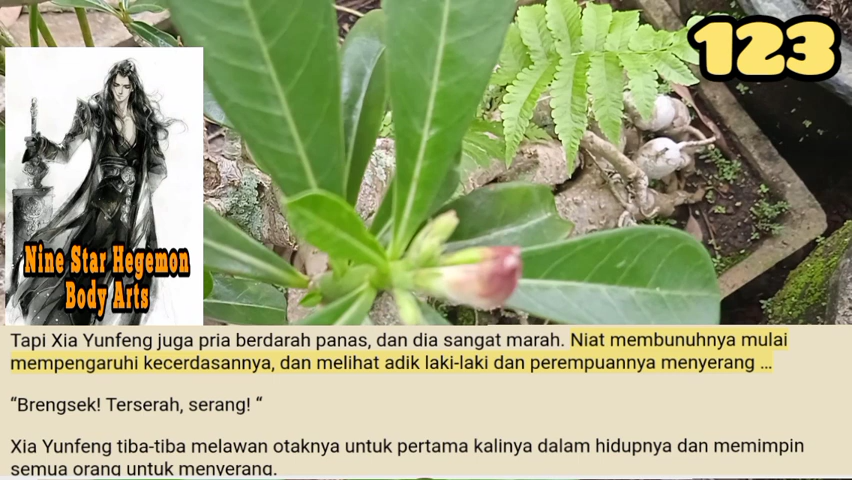 123
Nine Star Hegemon
Body Arts
Tapi Xia Yunfeng juga pria berdarah panas, dan dia sangat marah. Niat membunuhnya mulai
mempengaruhi kecerdasannya, dan melihat adik laki-laki dan perempuannya menyerang ...
“Brengsek! Terserah, serang! “
Xia Yunfeng tiba-tiba melawan otaknya untuk pertama kalinya dalam hidupnya dan memimpin
semua orang untuk menyerang.